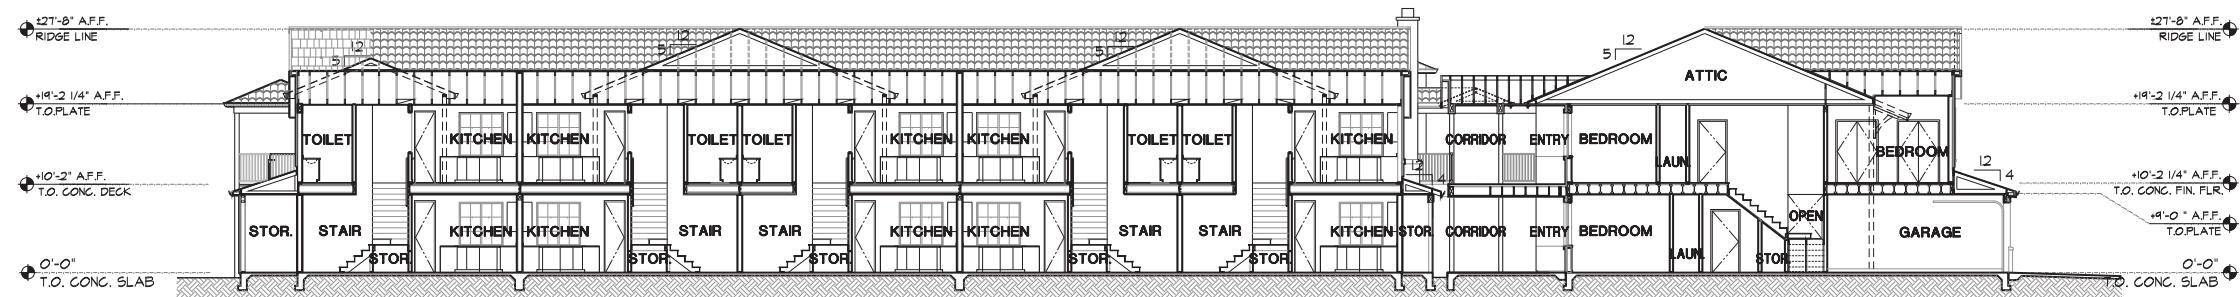 ±27'-8" A.F.F.
RIDGE LINE
12
5
12
5
12
5
12
5
±27'-8" A.F.F.
RIDGE LINE
ATTIC
+19'-2 1/4" A.F.F.
T.O.PLATE
+19'-2 1/4" A.F.F.
T.O.PLATE
TOILET KITCHEN KITCHEN TOILET TOILET KITCHEN KITCHEN TOILET TOILET KITCHEN CORRIDOR ENTRY BEDROOM
LAUN.
BEDROOM
12
4
12
4
+10'-2" A.F.F.
T.O. CONC. DECK
+10'-2 1/4" A.F.F.
T.O. CONC. FIN. FLR.
OPEN
+9'-0 " A.F.F.
T.O.PLATE
STOR. STAIR KITCHEN KITCHEN STAIR STAIR KITCHEN KITCHEN STAIR STAIR KITCHEN STOR. CORRIDOR ENTRY BEDROOM GARAGE
LAUN.
STOR. STOR. STOR. STOR. STOR. STOR.
0'-0"
T.O. CONC. SLAB
0'-0"
T.O. CONC. SLAB